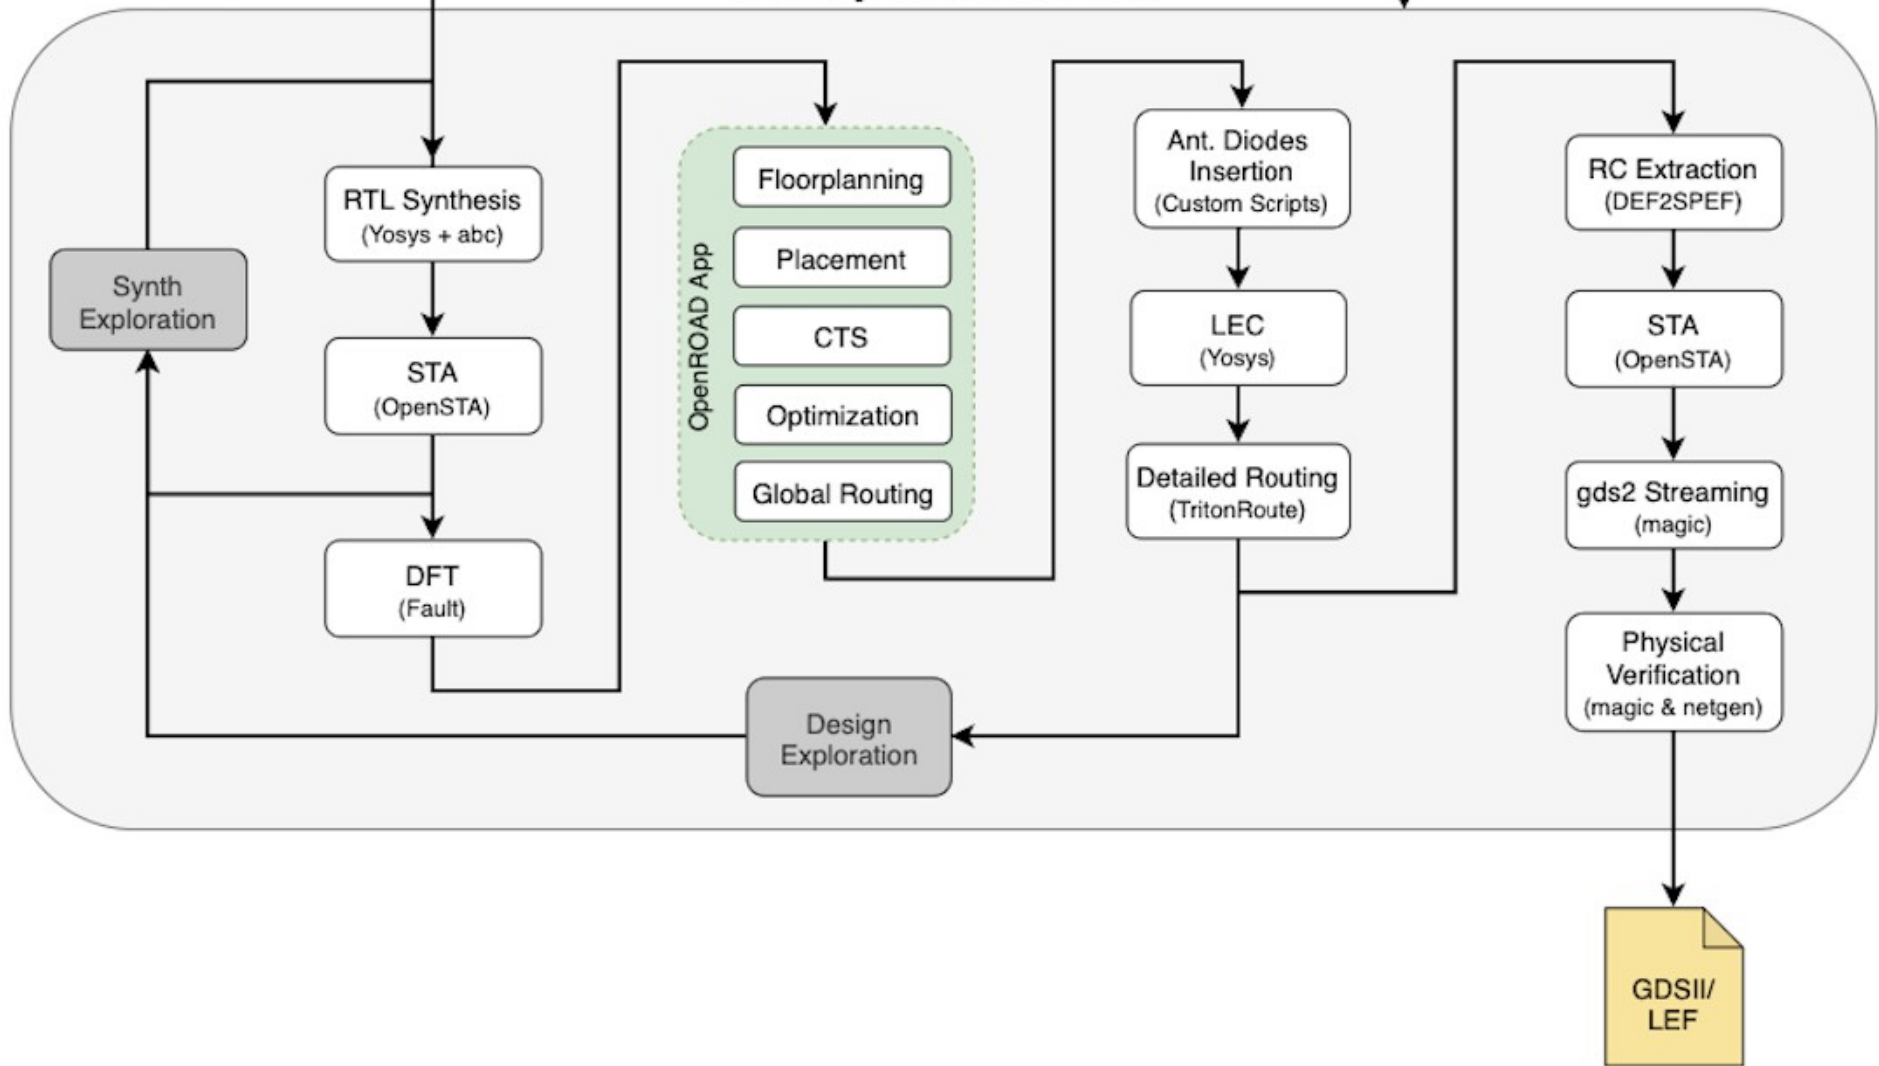 Synth
Exploration
RTL Synthesis
(Yosys + abc)
STA
(OpenSTA)
DFT
(Fault)
OpenROAD App
Floorplanning
Placement
CTS
Optimization
Global Routing
Design
Exploration
Ant. Diodes
Insertion
(Custom Scripts)
LEC
(Yosys)
Detailed Routing
(TritonRoute)
RC Extraction
(DEF2SPEF)
STA
(OpenSTA)
gds2 Streaming
(magic)
Physical
Verification
(magic & netgen)
GDSII/
LEF